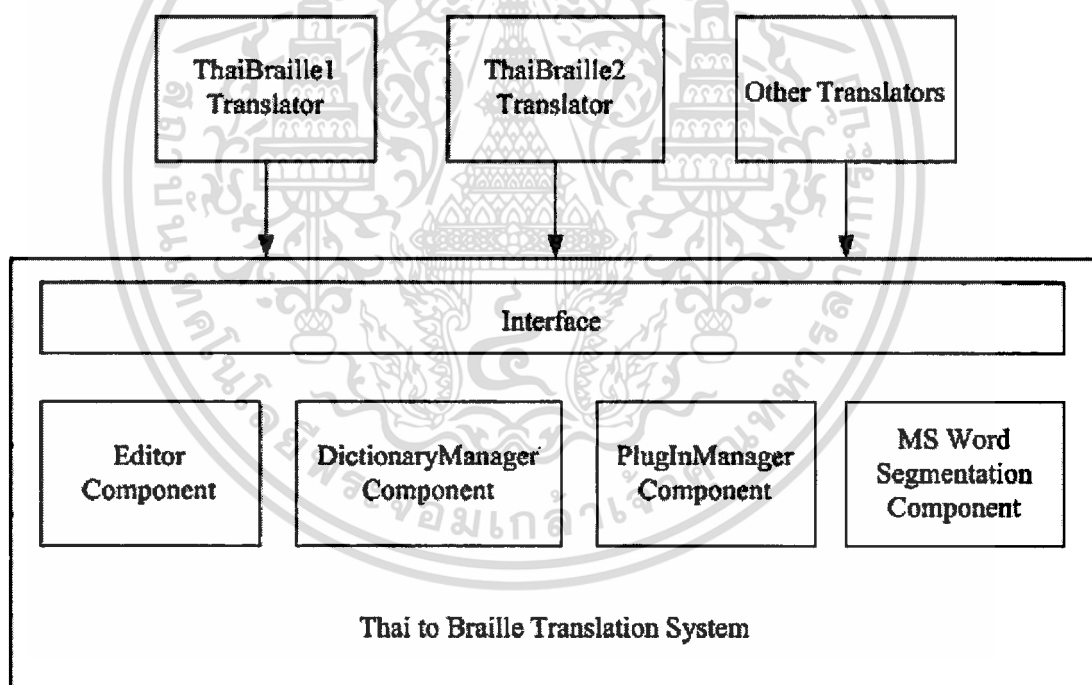 ThaiBraille1
Translator
ThaiBraille2
Translator
Other Translators
Interface
Editor
Component
DictionaryManager
Component
PlugInManager
Component
MS Word
Segmentation
Component
Thai to Braille Translation System